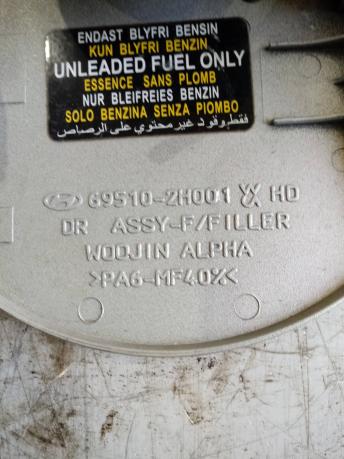 ENDAST BLYFRI BENSIN
KUN BLYFRI BENZIN
UNLEADED FUEL ONLY
ESSENCE SANS PLOMB
NUR BLEIFREIES BENZIN
SOLO BENZINA SENZA PIOMBO
فقط وقود غير محتوي على الرصاص
69510-2H001 HD
DR ASSY-F/FILLER
WOOJIN ALPHA
>PA6-MF40%<